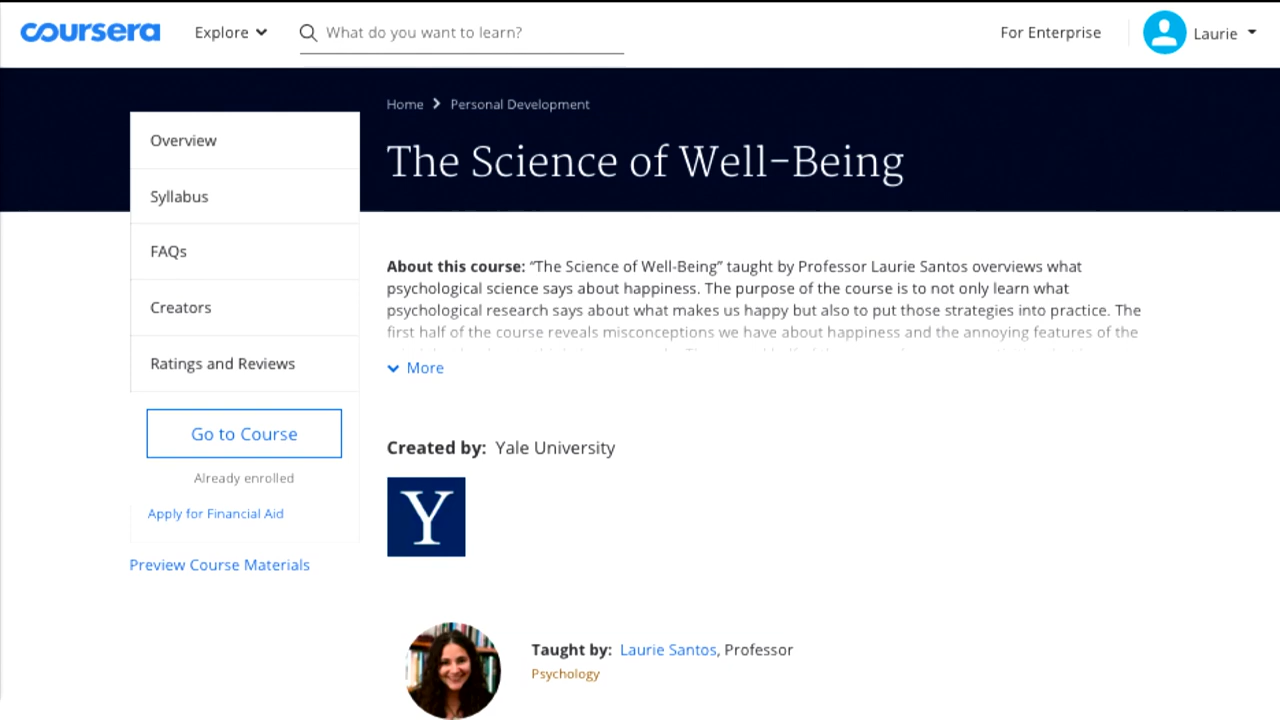 coursera
Explore
What do you want to learn?
For Enterprise
Laurie
Overview
Syllabus
FAQs
Creators
Ratings and Reviews
Go to Course
Already enrolled
Apply for Financial Aid
Preview Course Materials
Home
Personal Development
The Science of Well-Being
About this course: “The Science of Well-Being” taught by Professor Laurie Santos overviews what
psychological science says about happiness. The purpose of the course is to not only learn what
psychological research says about what makes us happy but also to put those strategies into practice. The
first half of the course reveals misconceptions we have about happiness and the annoying features of the
More
Created by: Yale University
Y
Taught by: Laurie Santos, Professor
Psychology